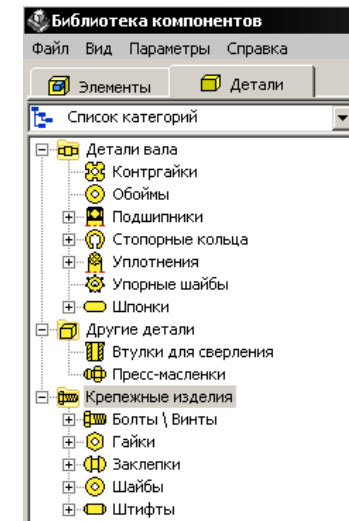 Библиотека компонентов
Файл Вид Параметры Справка
Элементы Детали
Список категорий
Детали вала
Контргайки
Обоймы
Подшипники
Стопорные кольца
Уплотнения
Упорные шайбы
Шпонки
Другие детали
Втулки для сверления
Пресс-масленки
Крепежные изделия
Болты \ Винты
Гайки
Заклепки
Шайбы
Штифты